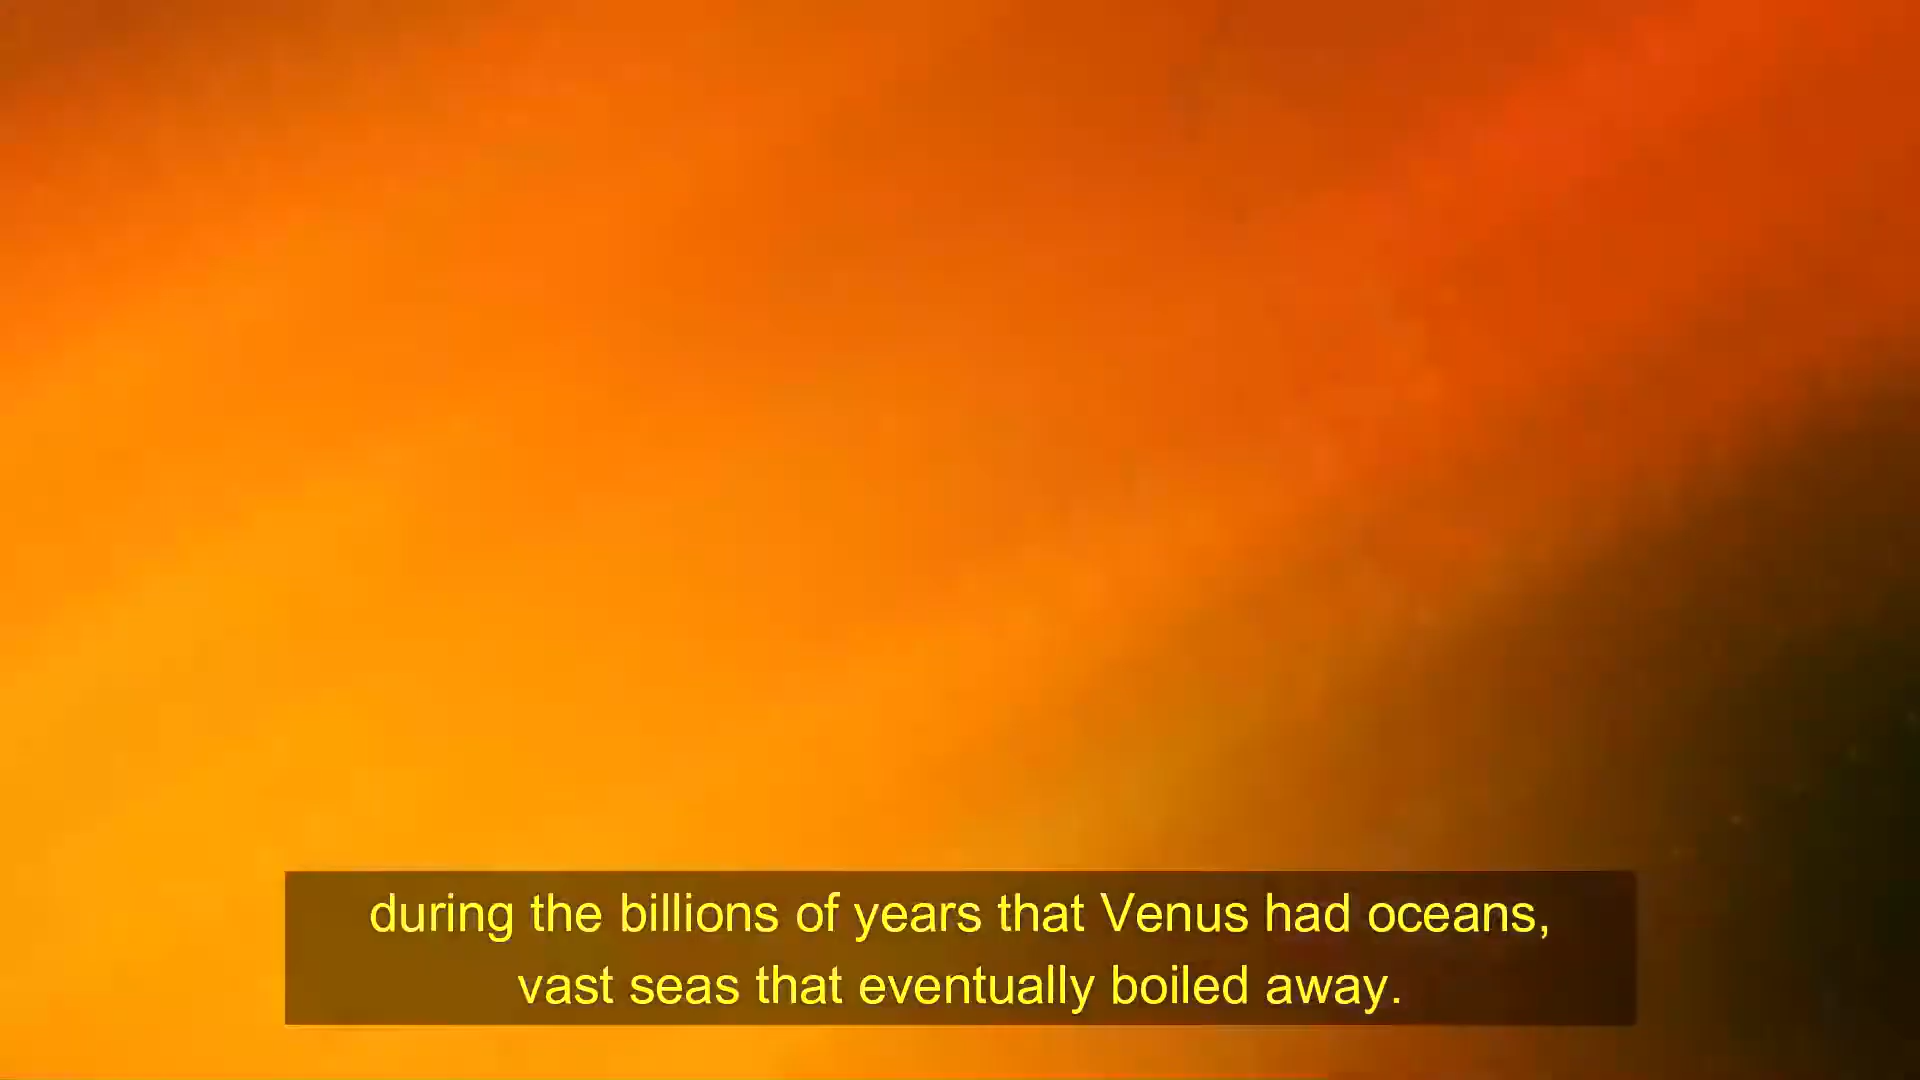 during the billions of years that Venus had oceans,
vast seas that eventually boiled away.